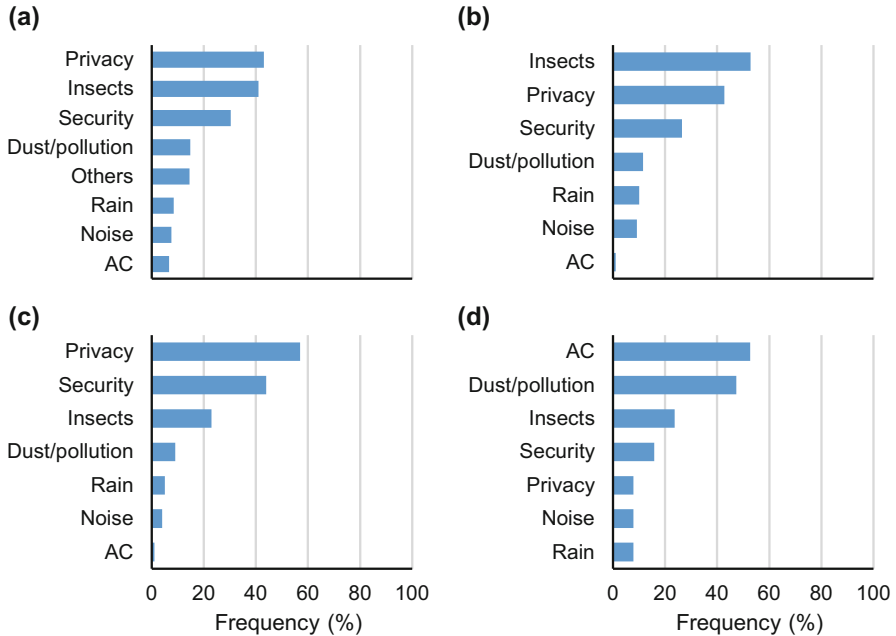 (a)
Privacy
Insects
Security
Dust/pollution
Others
Rain
Noise
AC
(b)
Insects
Privacy
Security
Dust/pollution
Rain
Noise
AC
(c)
Privacy
Security
Insects
Dust/pollution
Rain
Noise
AC
0 20 40 60 80 100
Frequency (%)
(d)
AC
Dust/pollution
Insects
Security
Privacy
Noise
Rain
0 20 40 60 80 100
Frequency (%)